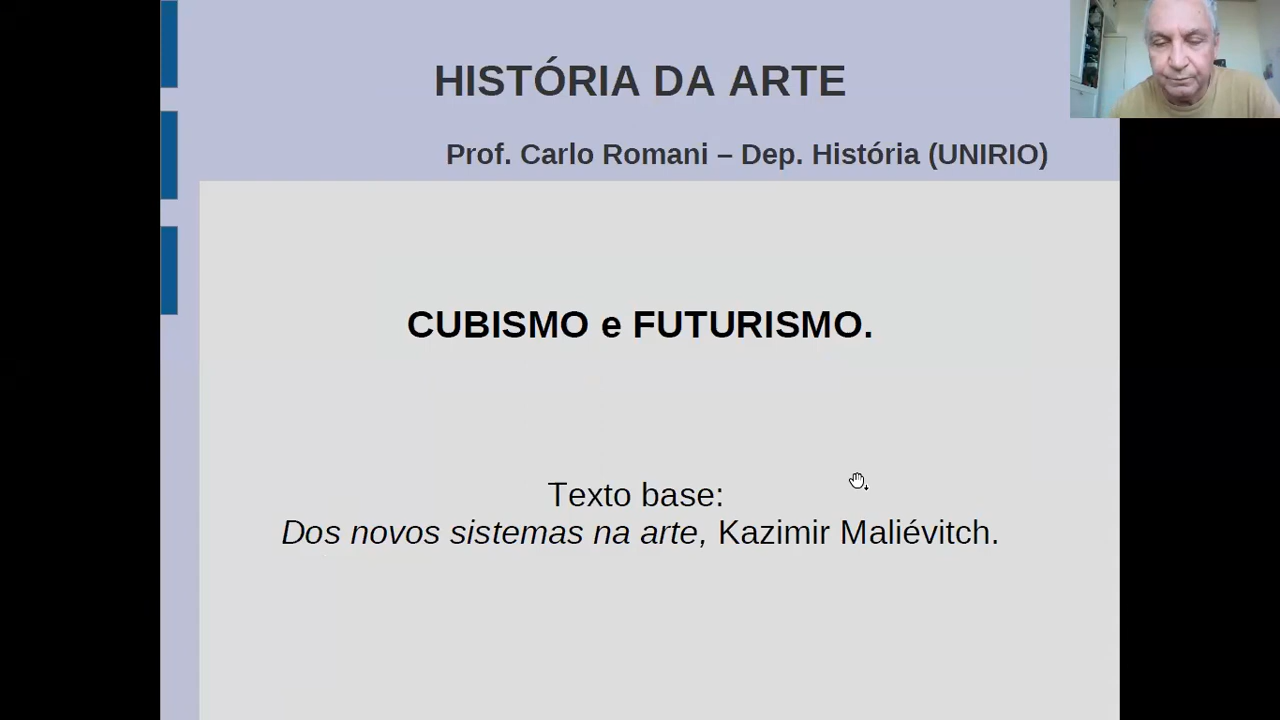 HISTÓRIA DA ARTE
Prof. Carlo Romani – Dep. História (UNIRIO)
CUBISMO e FUTURISMO.
Texto base:
Dos novos sistemas na arte, Kazimir Maliévitch.